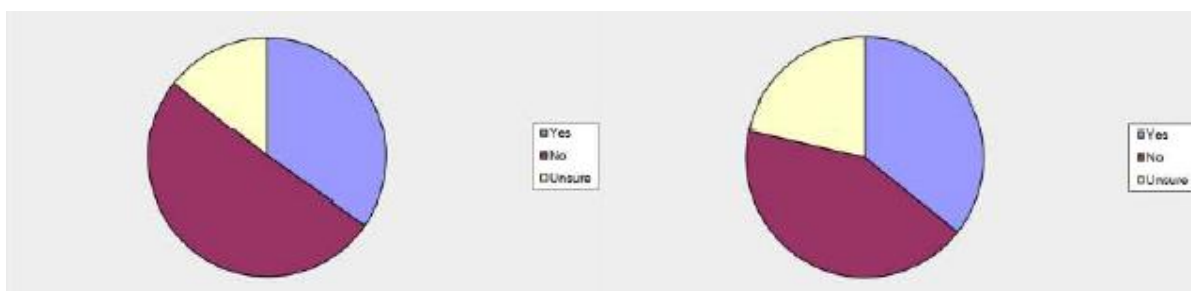 Yes
No
Unsure
Yes
No
Unsure